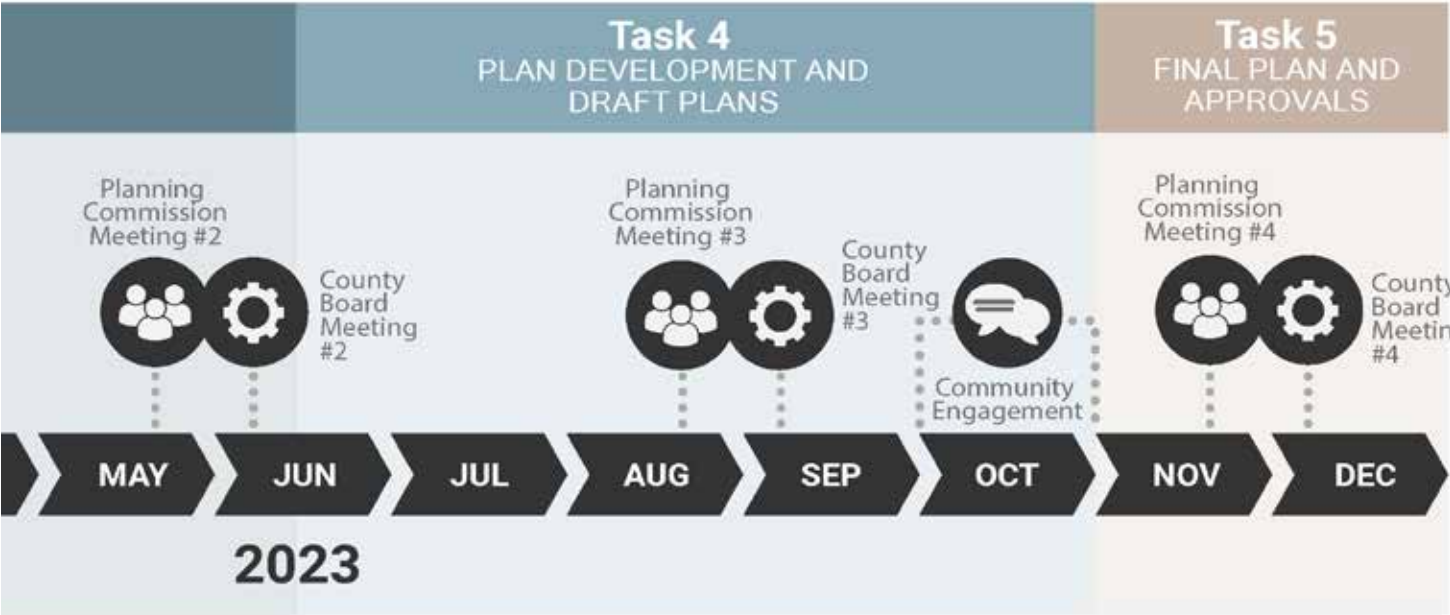 Task 4
PLAN DEVELOPMENT AND
DRAFT PLANS
Task 5
FINAL PLAN AND
APPROVALS
Planning
Commission
Meeting #2
County
Board
Meeting
#2
Planning
Commission
Meeting #3
County
Board
Meeting
#3
Community
Engagement
Planning
Commission
Meeting #4
County
Board
Meetin
#4
MAY
JUN
JUL
AUG
SEP
OCT
NOV
DEC
2023